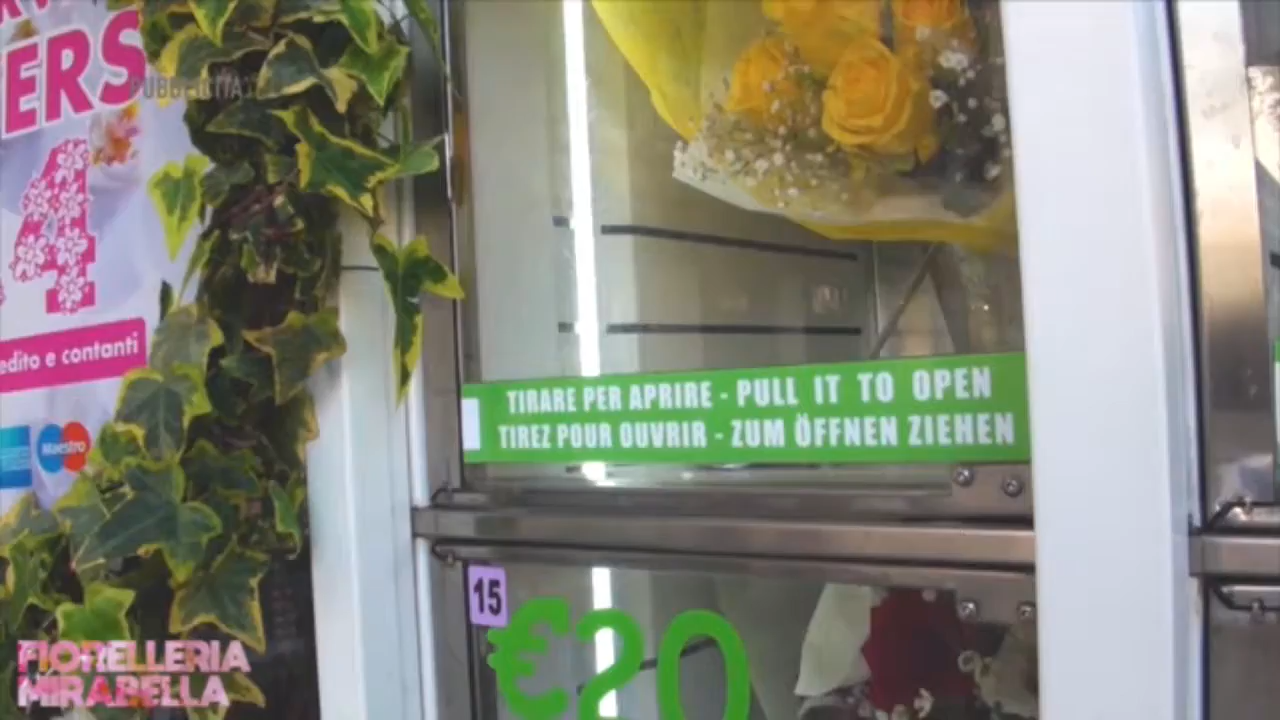 ERS
PUBBLICITÀ
4
edito e contanti
Maestro
TIRARE PER APRIRE - PULL IT TO OPEN
TIREZ POUR OUVRIR - ZUM ÖFFNEN ZIEHEN
15
€20
FIORELLERIA
MIRABELLA